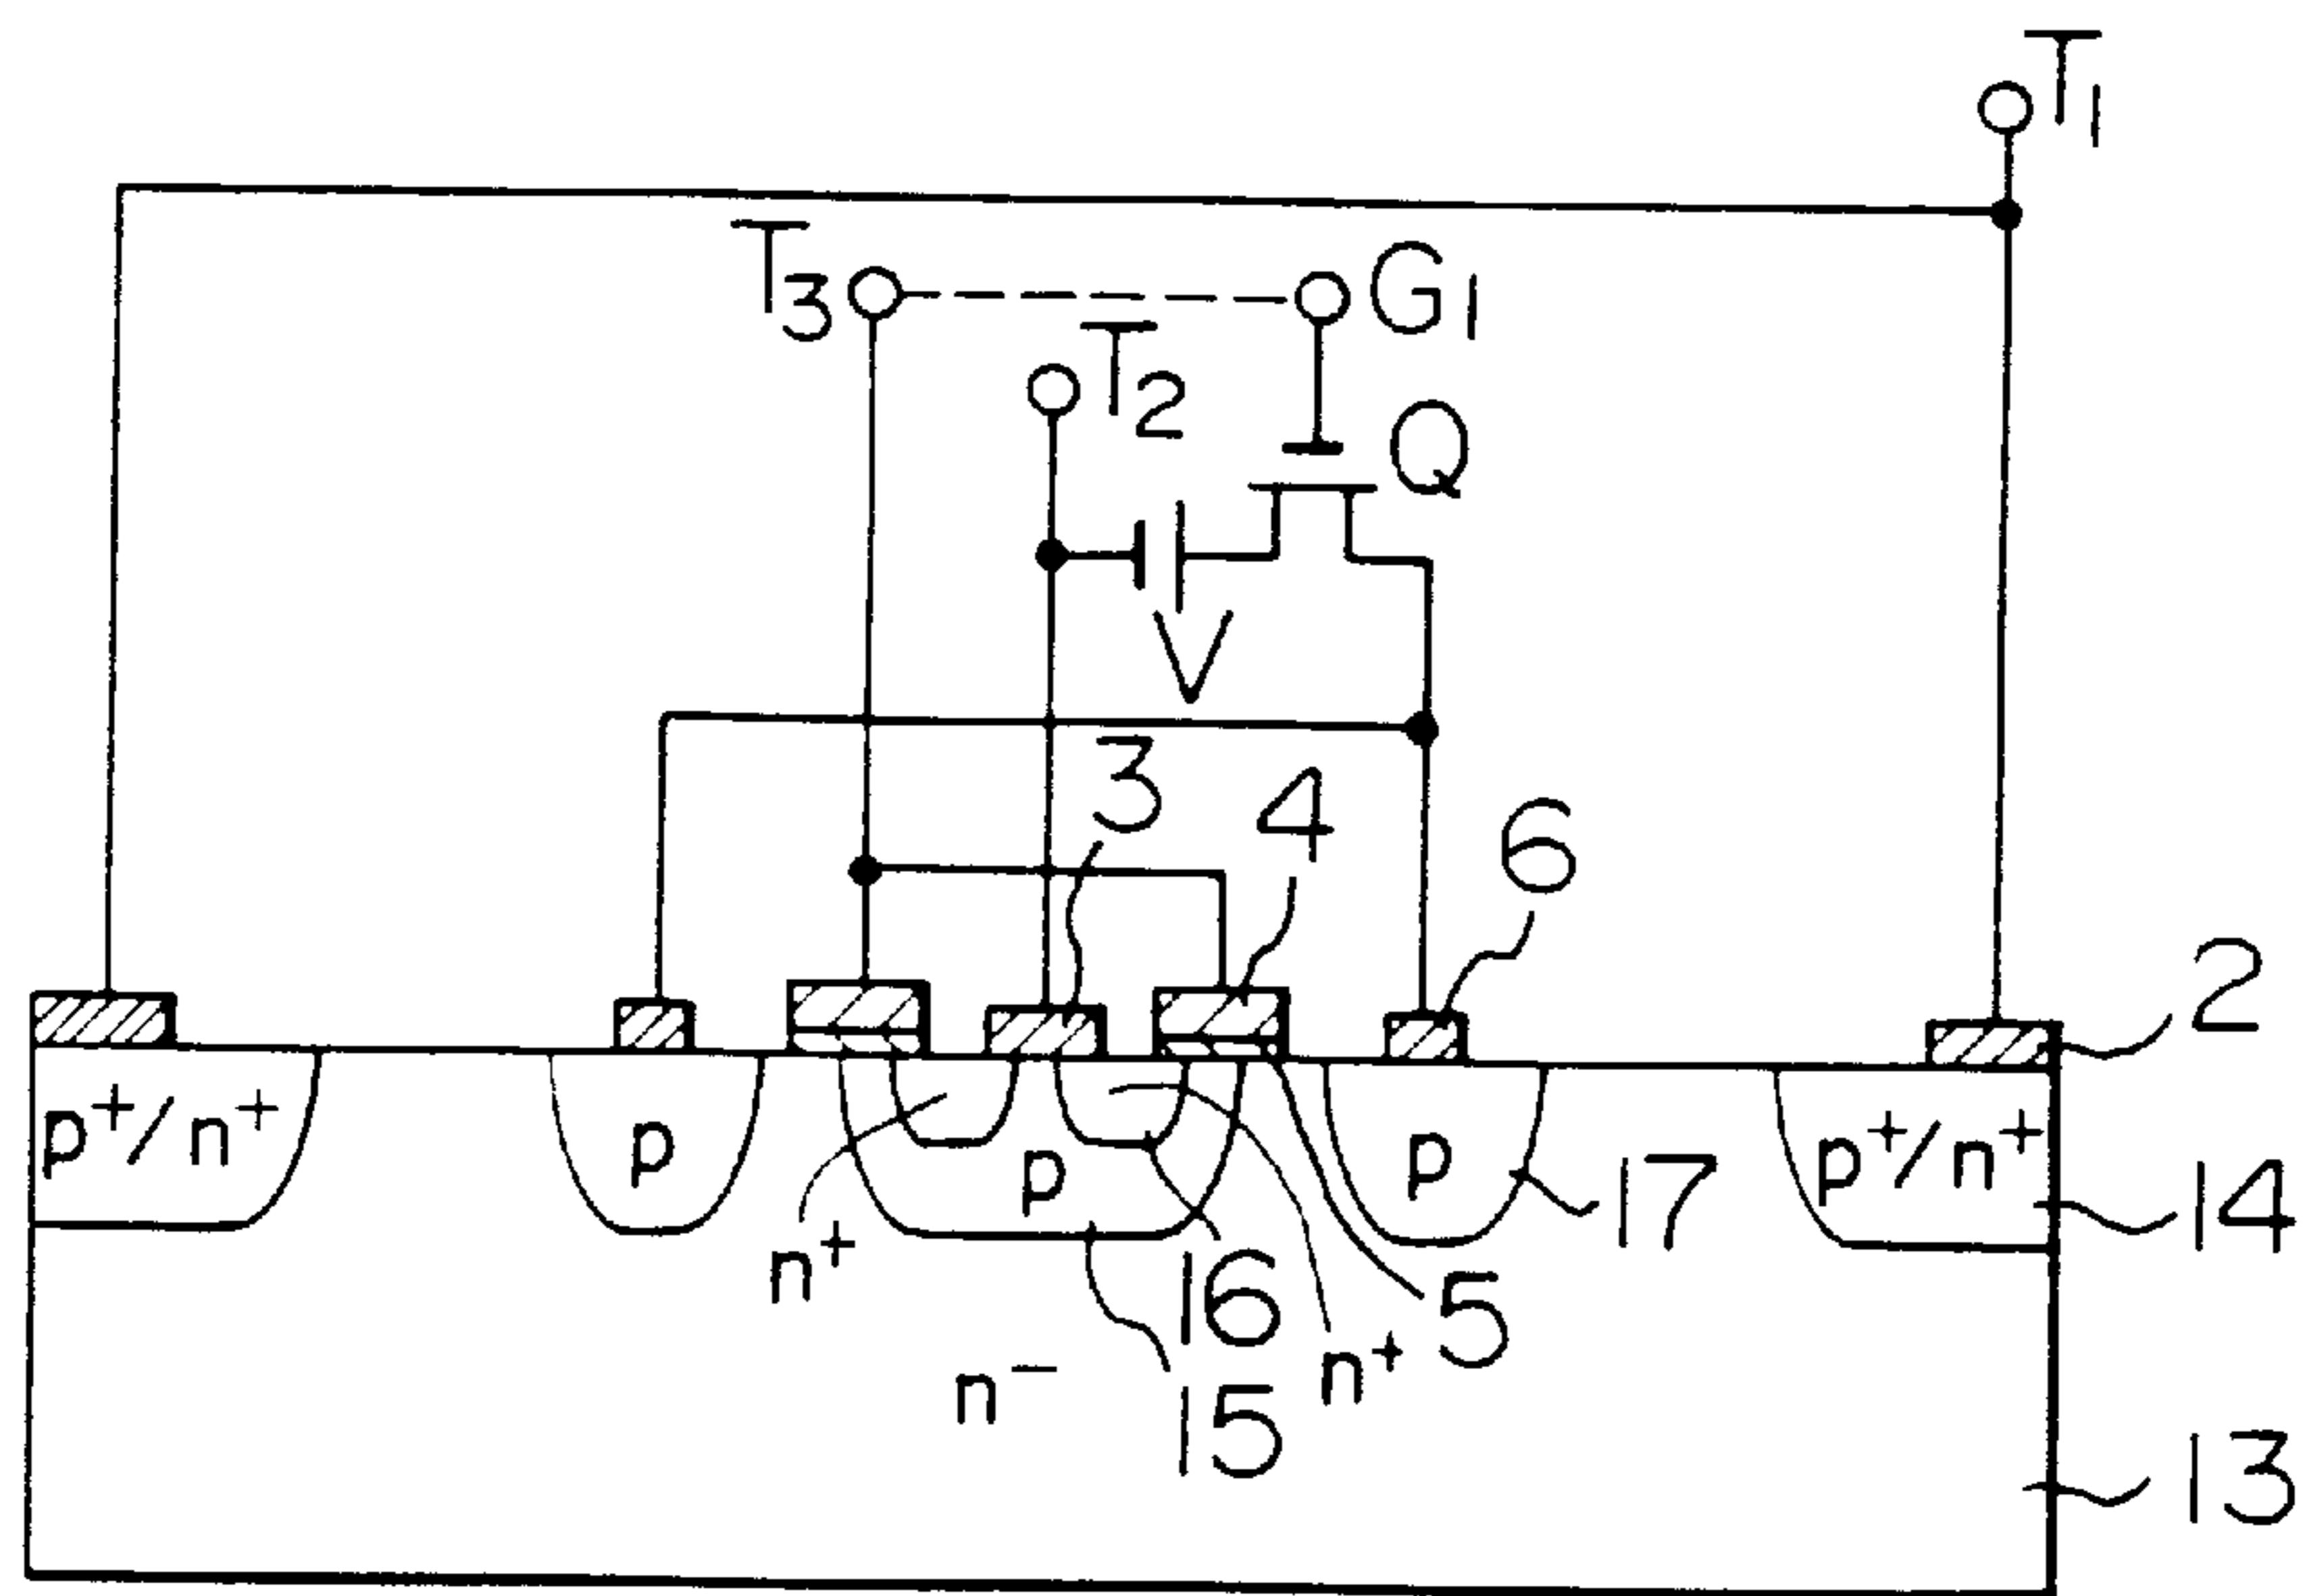 T1
T3 G1
T2
Q
V
3 4 6
2
p+/n+ p p p p+/n+
17 14
n+ 16 5
n- 15 n+
13